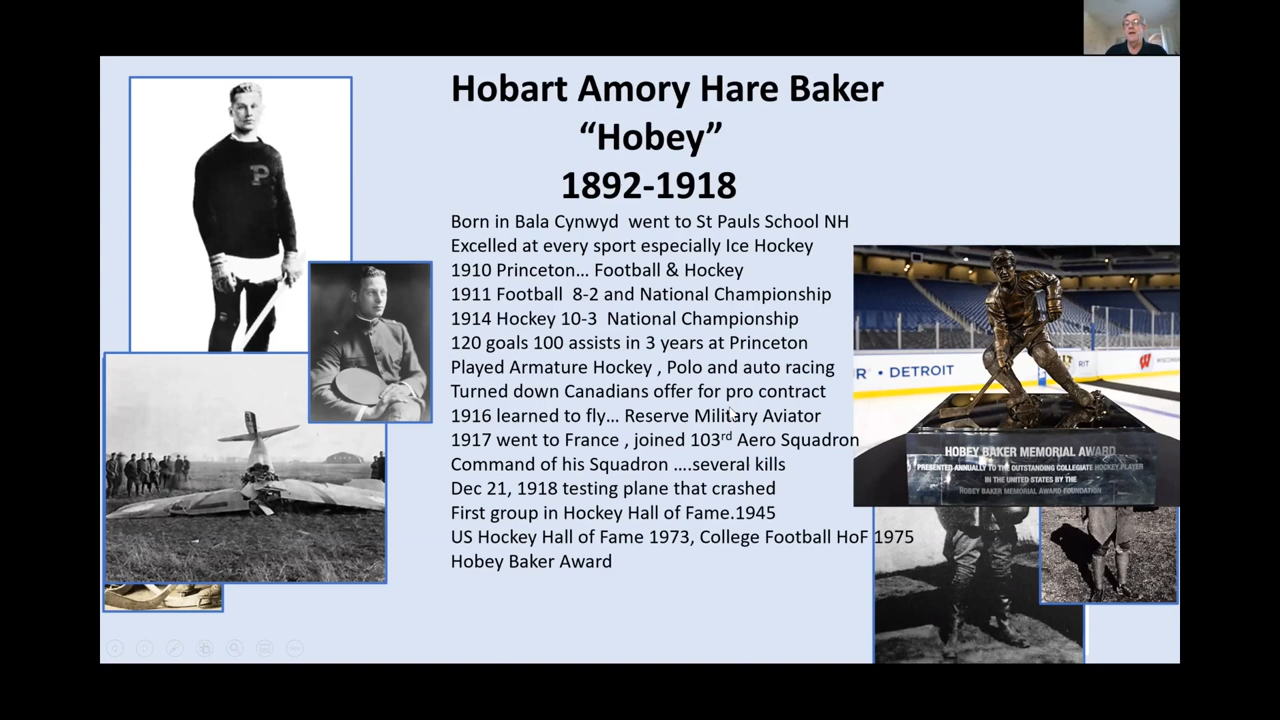 Hobart Amory Hare Baker
“Hobey”
1892-1918
Born in Bala Cynwyd went to St Pauls School NH
Excelled at every sport especially Ice Hockey
1910 Princeton… Football & Hockey
1911 Football 8-2 and National Championship
1914 Hockey 10-3 National Championship
120 goals 100 assists in 3 years at Princeton
Played Armature Hockey , Polo and auto racing
Turned down Canadians offer for pro contract
1916 learned to fly… Reserve Military Aviator
1917 went to France , joined 103rd Aero Squadron
Command of his Squadron ….several kills
Dec 21, 1918 testing plane that crashed
First group in Hockey Hall of Fame.1945
US Hockey Hall of Fame 1973, College Football HoF 1975
Hobey Baker Award
P
R • DETROIT
W
HOBEY BAKER MEMORIAL AWARD
PRESENTED ANNUALLY TO THE OUTSTANDING COLLEGIATE HOCKEY PLAYER
IN THE UNITED STATES BY THE
HOBEY BAKER MEMORIAL AWARD FOUNDATION